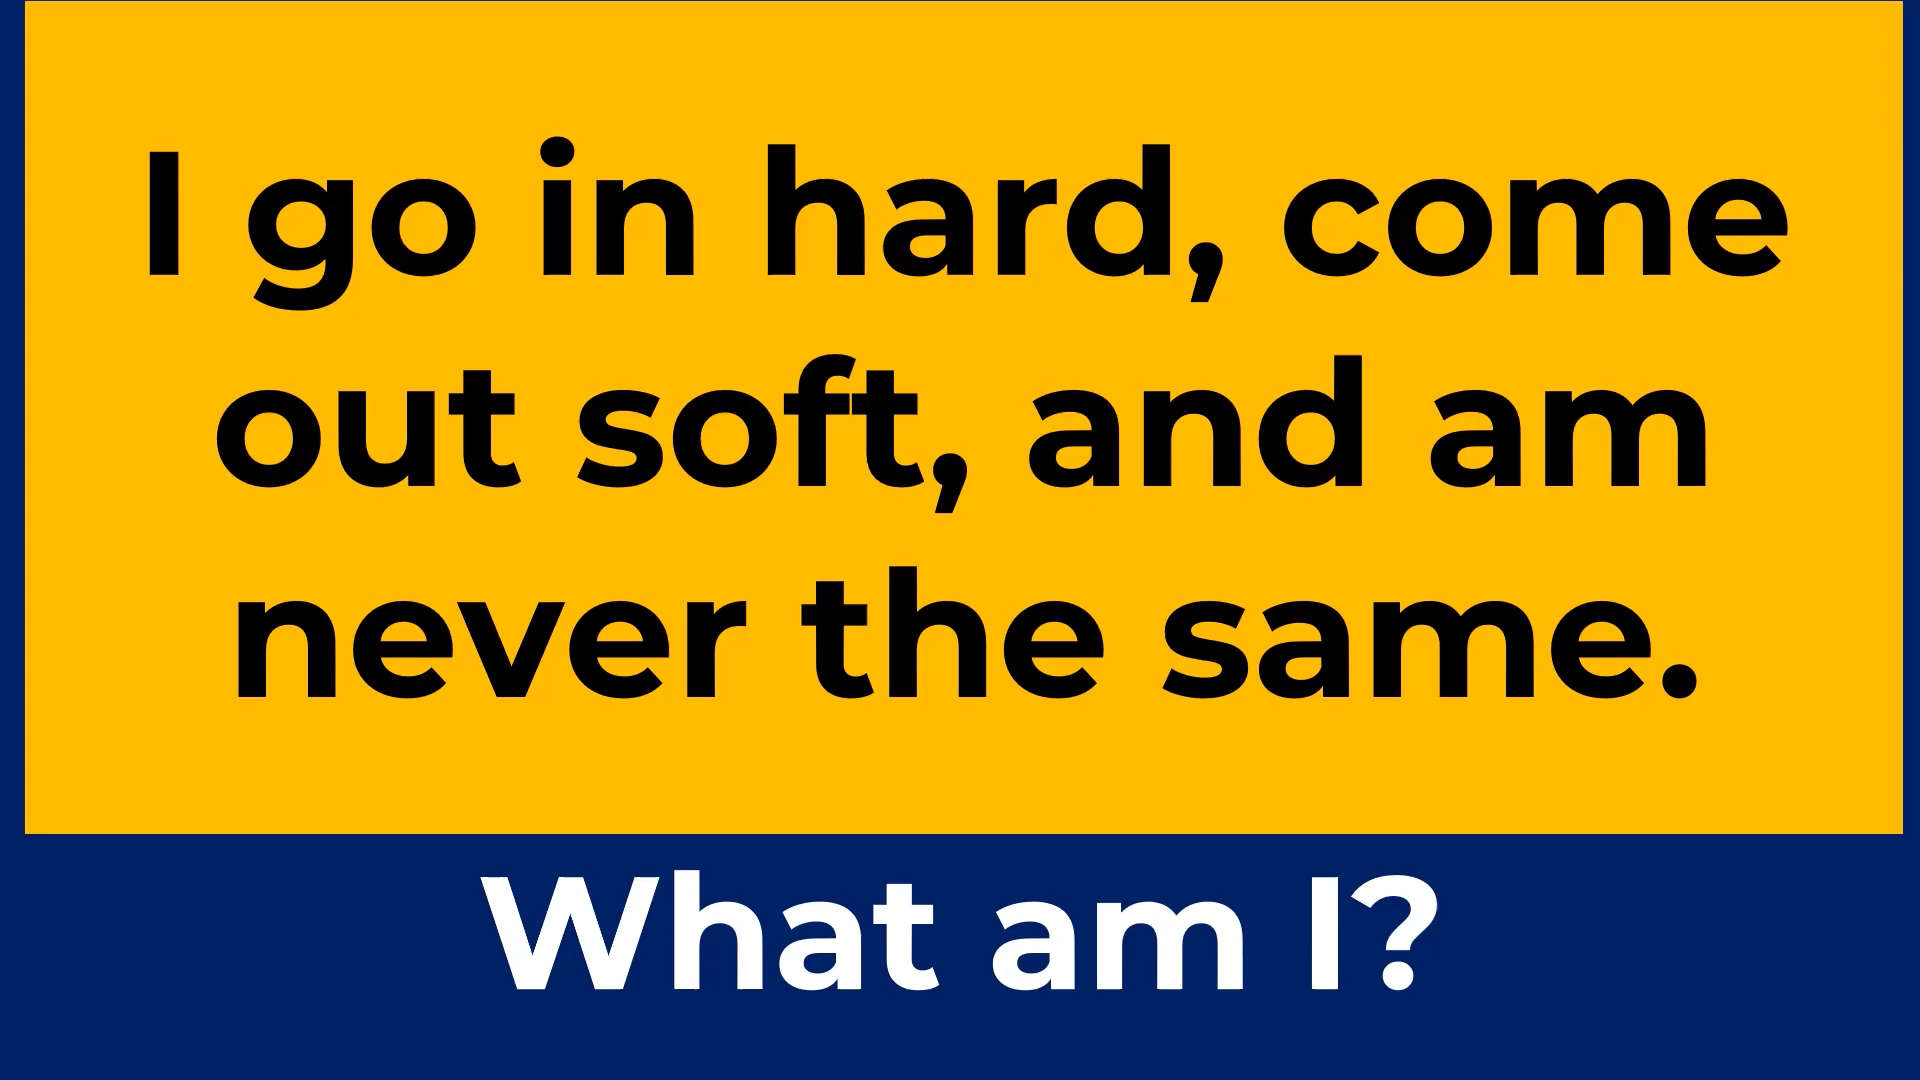 I go in hard, come
out soft, and am
never the same.
What am I?